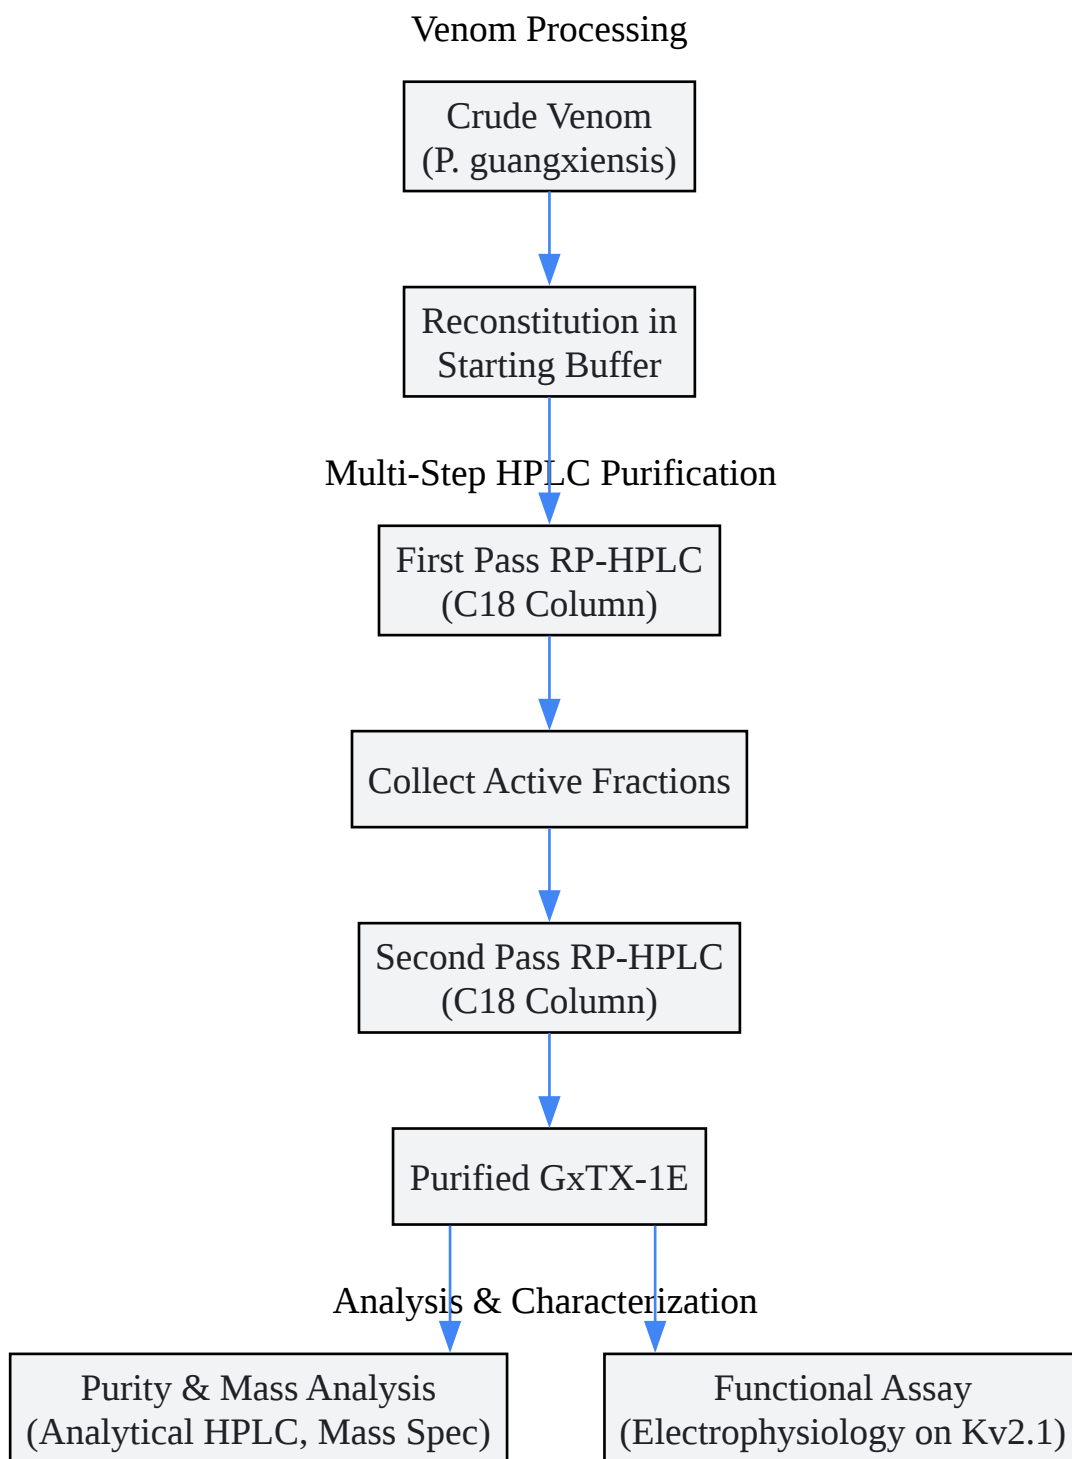 Venom Processing
Crude Venom
(P. guangxiensis)
Reconstitution in
Starting Buffer
Multi-Step HPLC Purification
First Pass RP-HPLC
(C18 Column)
Collect Active Fractions
Second Pass RP-HPLC
(C18 Column)
Purified GxTX-1E
Analysis & Characterization
Purity & Mass Analysis
(Analytical HPLC, Mass Spec)
Functional Assay
(Electrophysiology on Kv2.1)